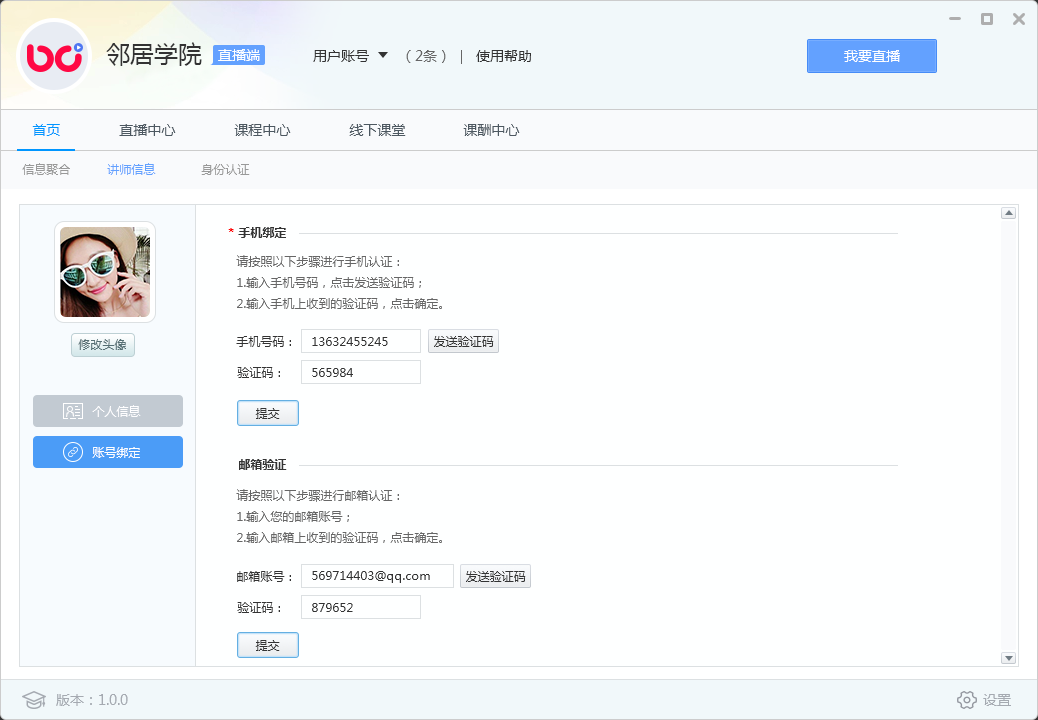 邻居学院 直播端 用户账号 （2条） | 使用帮助 我要直播
首页 直播中心 课程中心 线下课堂 课酬中心
信息聚合 讲师信息 身份认证
* 手机绑定
请按照以下步骤进行手机认证：
1.输入手机号码，点击发送验证码；
2.输入手机上收到的验证码，点击确定。
手机号码： 13632455245 发送验证码
修改头像
验证码： 565984
个人信息 提交
账号绑定
邮箱验证
请按照以下步骤进行邮箱认证：
1.输入您的邮箱账号；
2.输入邮箱上收到的验证码，点击确定。
邮箱账号： 569714403@qq.com 发送验证码
验证码： 879652
提交
版本：1.0.0 设置